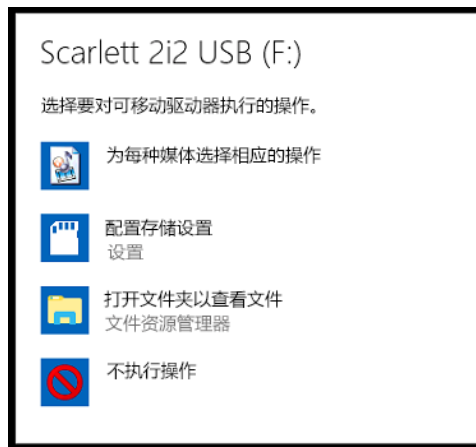 Scarlett 2i2 USB (F:)
选择要对可移动驱动器执行的操作。
为每种媒体选择相应的操作
配置存储设置
设置
打开文件夹以查看文件
文件资源管理器
不执行操作